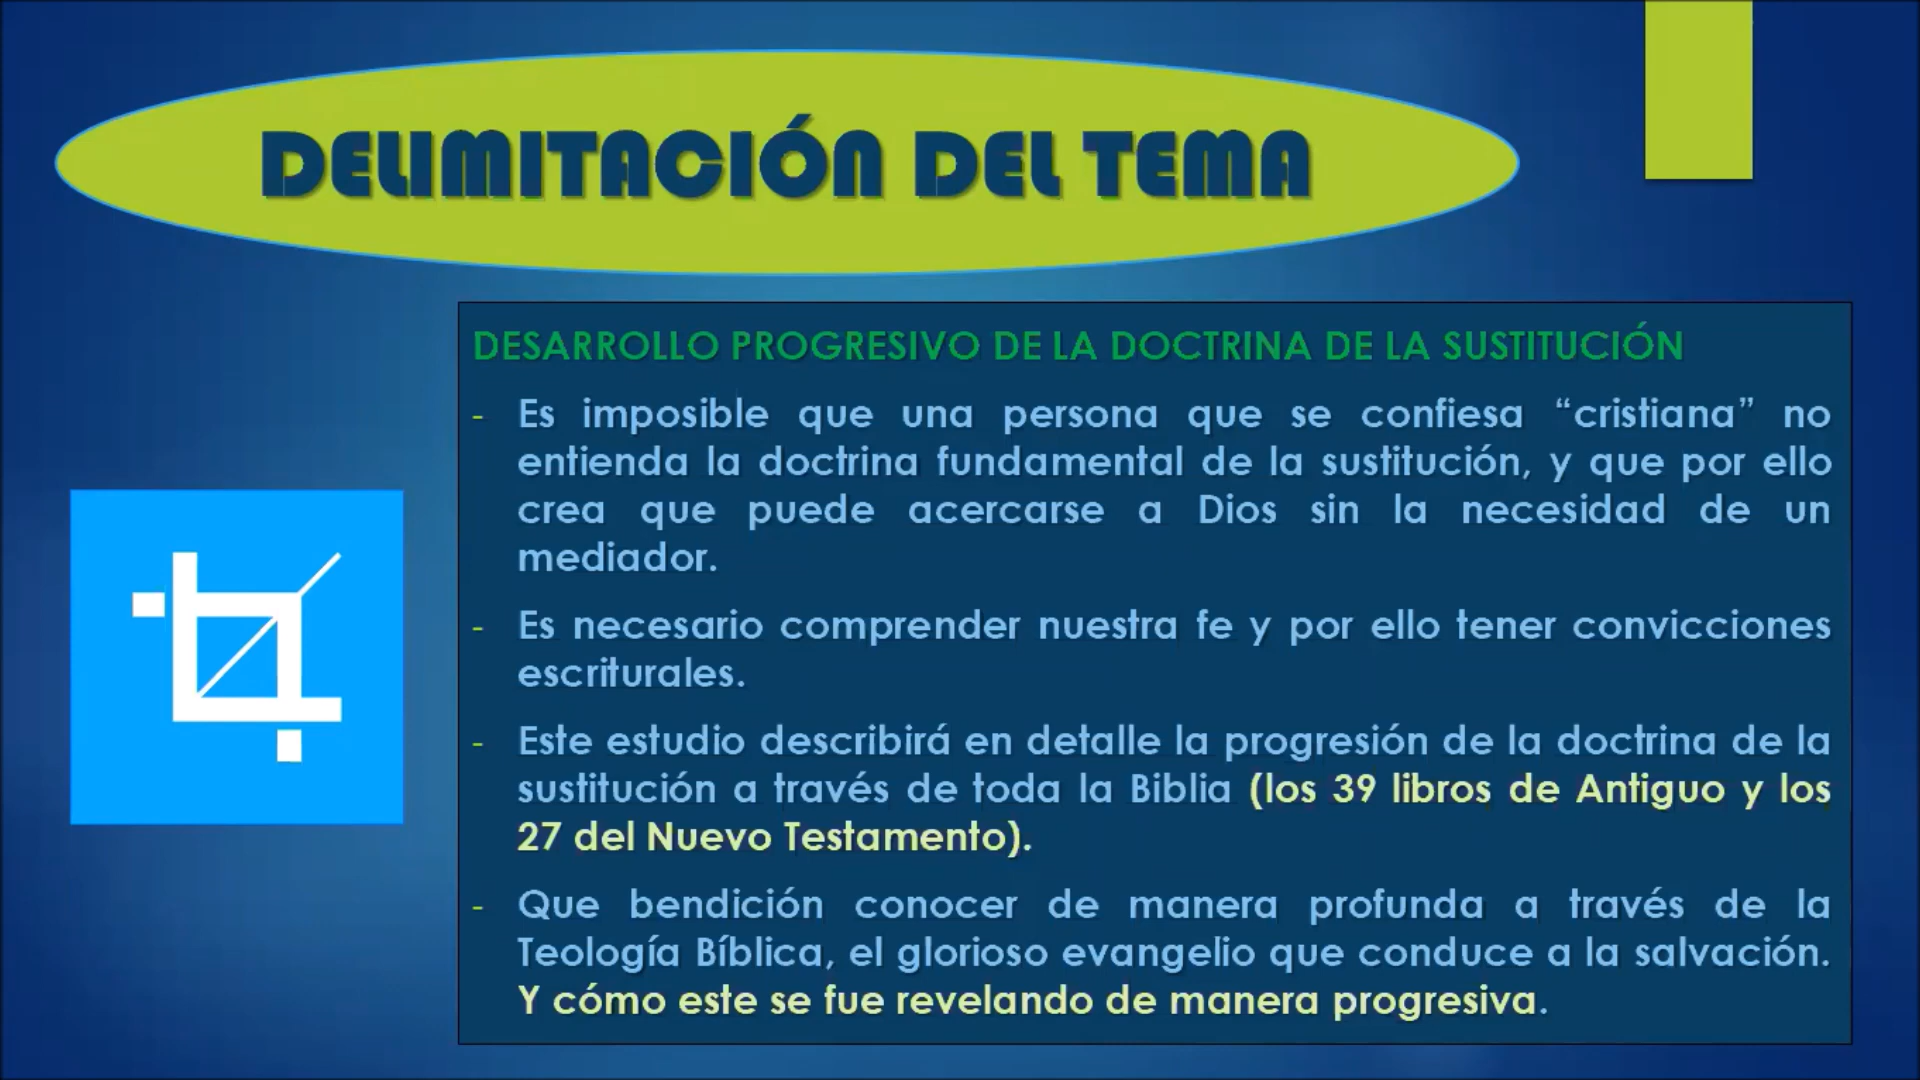 DELIMITACIÓN DEL TEMA
DESARROLLO PROGRESIVO DE LA DOCTRINA DE LA SUSTITUCIÓN
- Es imposible que una persona que se confiesa “cristiana” no
entienda la doctrina fundamental de la sustitución, y que por ello
crea que puede acercarse a Dios sin la necesidad de un
mediador.
- Es necesario comprender nuestra fe y por ello tener convicciones
escriturales.
- Este estudio describirá en detalle la progresión de la doctrina de la
sustitución a través de toda la Biblia (los 39 libros de Antiguo y los
27 del Nuevo Testamento).
- Que bendición conocer de manera profunda a través de la
Teología Bíblica, el glorioso evangelio que conduce a la salvación.
Y cómo este se fue revelando de manera progresiva.